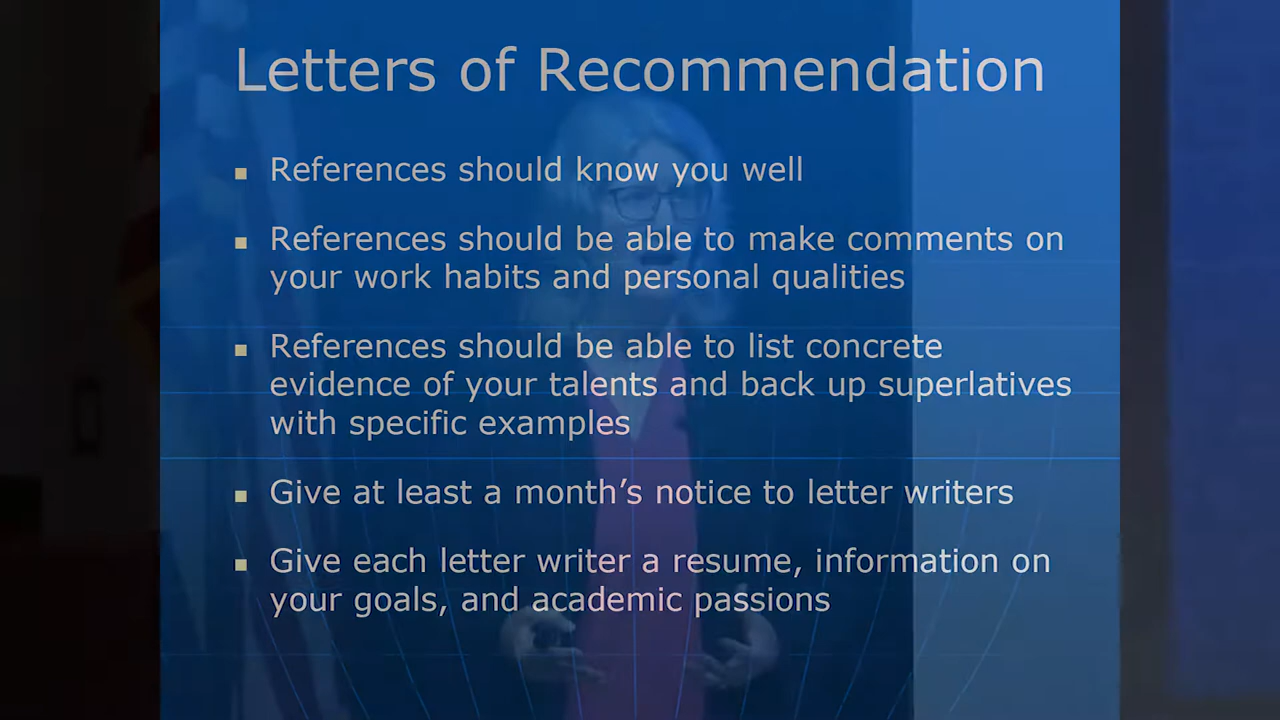 Letters of Recommendation
▪ References should know you well
▪ References should be able to make comments on
your work habits and personal qualities
▪ References should be able to list concrete
evidence of your talents and back up superlatives
with specific examples
▪ Give at least a month’s notice to letter writers
▪ Give each letter writer a resume, information on
your goals, and academic passions